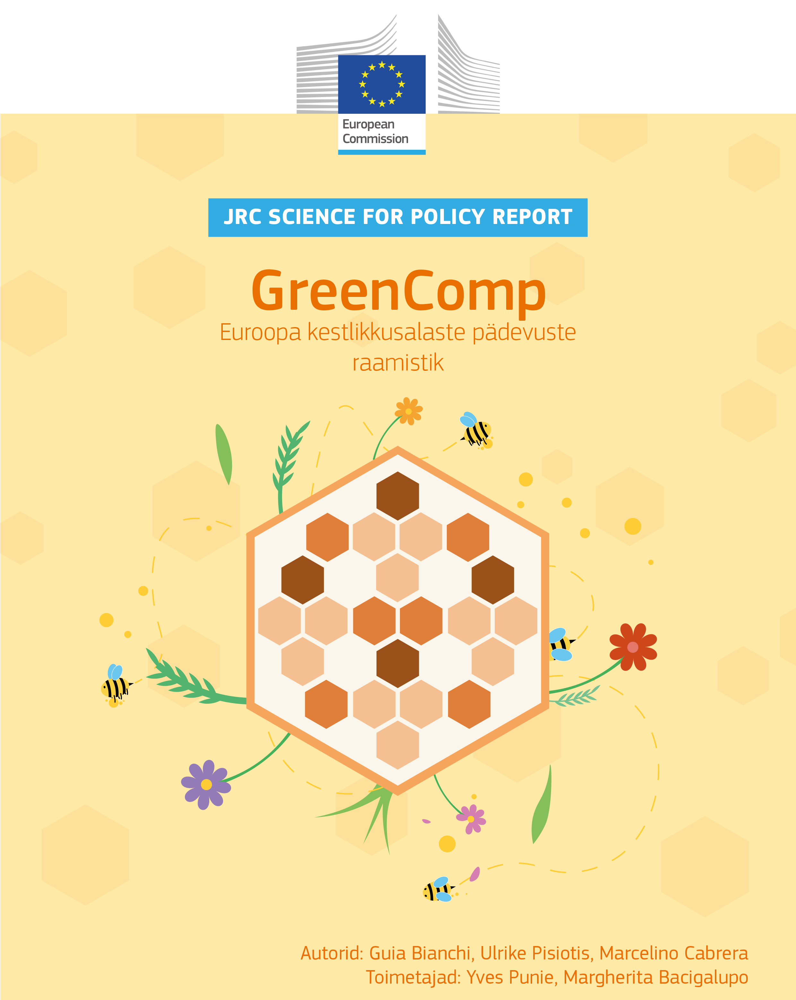 European
Commission
JRC SCIENCE FOR POLICY REPORT
GreenComp
Euroopa kestlikkusalaste pädevuste
raamistik
Autorid: Guia Bianchi, Ulrike Pisiotis, Marcelino Cabrera
Toimetajad: Yves Punie, Margherita Bacigalupo